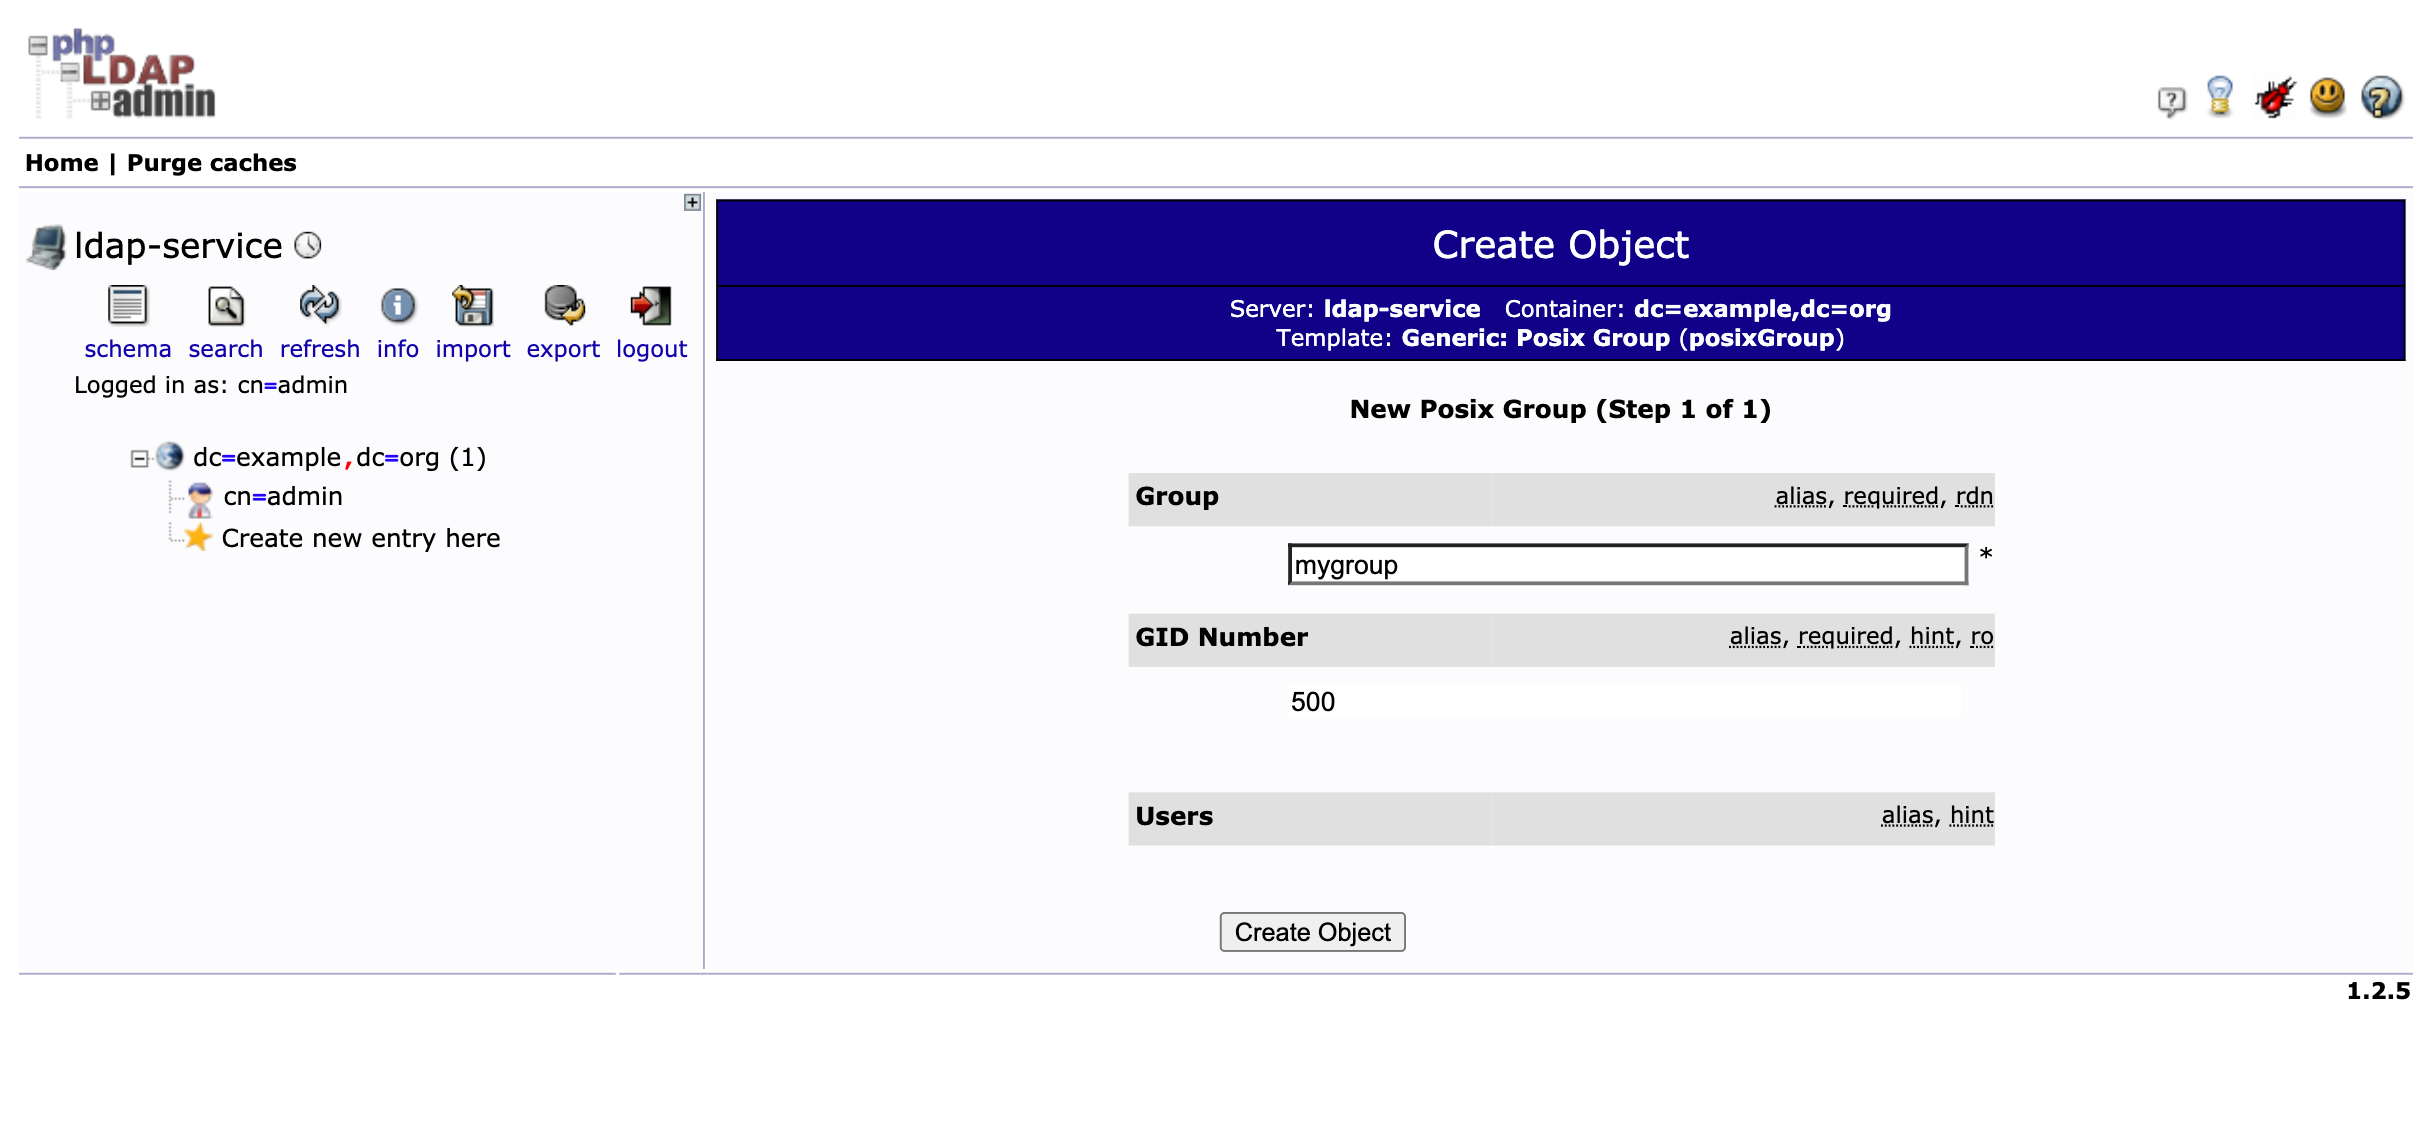 php
LDAP
admin
Home | Purge caches
ldap-service
schema search refresh info import export logout
Logged in as: cn=admin
dc=example,dc=org (1)
cn=admin
Create new entry here
Create Object
Server: ldap-service Container: dc=example,dc=org
Template: Generic: Posix Group (posixGroup)
New Posix Group (Step 1 of 1)
Group alias, required, rdn
mygroup *
GID Number alias, required, hint, ro
500
Users alias, hint
Create Object
1.2.5